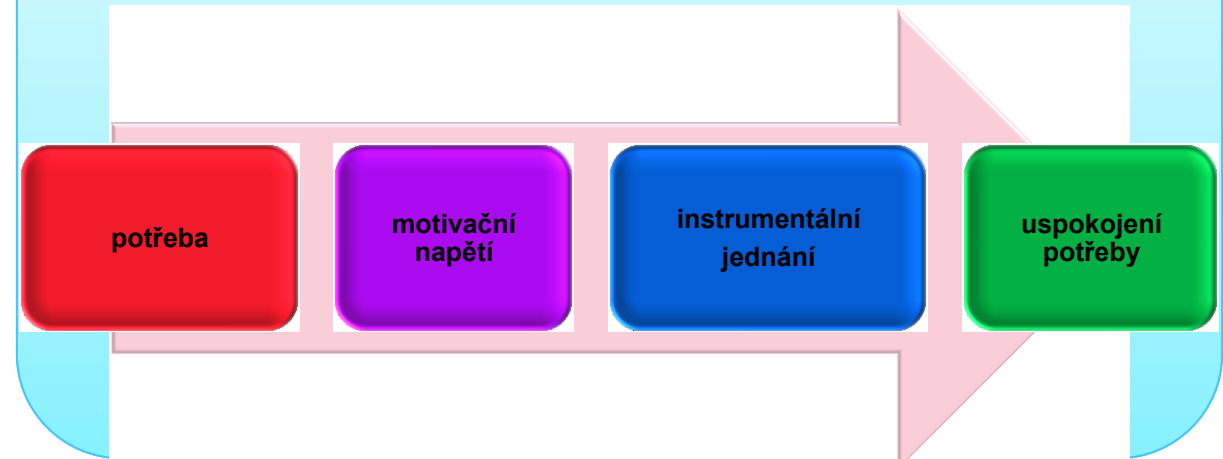 potřeba
motivační
napětí
instrumentální
jednání
uspokojení
potřeby